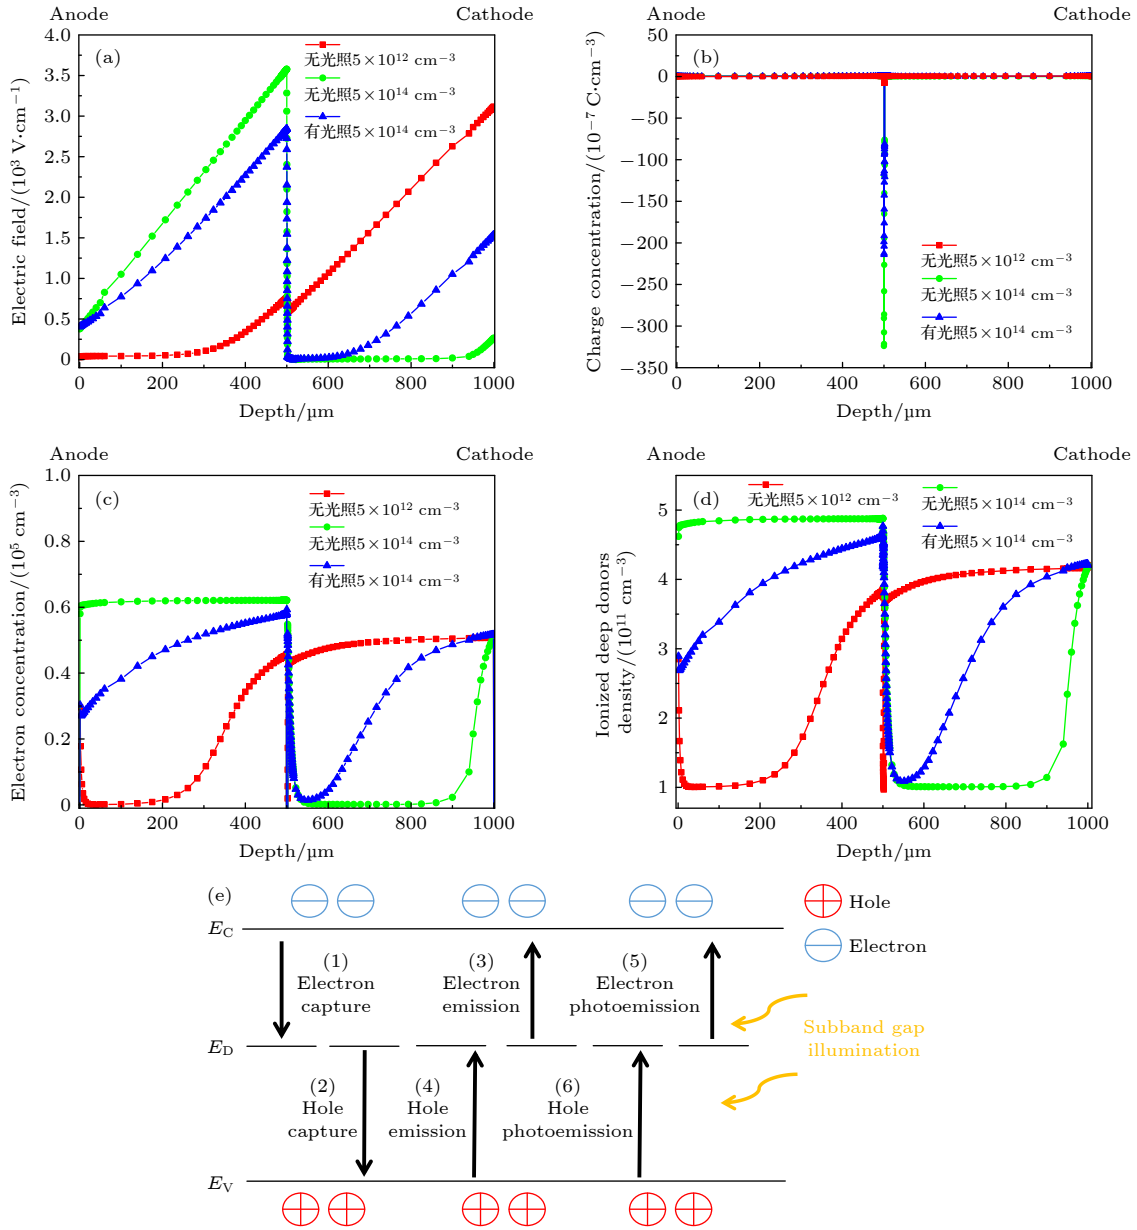 Anode
Cathode
(a)
无光照5×10¹² cm⁻³
无光照5×10¹⁴ cm⁻³
有光照5×10¹⁴ cm⁻³
Electric field/(10³ V·cm⁻¹)
4.0
3.5
3.0
2.5
2.0
1.5
1.0
0.5
0
0 200 400 600 800 1000
Depth/µm
Anode
Cathode
(b)
无光照5×10¹² cm⁻³
无光照5×10¹⁴ cm⁻³
有光照5×10¹⁴ cm⁻³
Charge concentration/(10⁻⁷ C·cm⁻³)
50
0
−50
−100
−150
−200
−250
−300
−350
0 200 400 600 800 1000
Depth/µm
Anode
Cathode
(c)
无光照5×10¹² cm⁻³
无光照5×10¹⁴ cm⁻³
有光照5×10¹⁴ cm⁻³
Electron concentration/(10⁵ cm⁻³)
1.0
0.8
0.6
0.4
0.2
0
0 200 400 600 800 1000
Depth/µm
Anode
Cathode
(d)
无光照5×10¹² cm⁻³
无光照5×10¹⁴ cm⁻³
有光照5×10¹⁴ cm⁻³
Ionized deep donors
density/(10¹¹ cm⁻³)
5
4
3
2
1
0 200 400 600 800 1000
Depth/µm
(e)
Hole
Electron
E_C
(1)
Electron
capture
(3)
Electron
emission
(5)
Electron
photoemission
Subband gap
illumination
E_D
(2)
Hole
capture
(4)
Hole
emission
(6)
Hole
photoemission
E_V